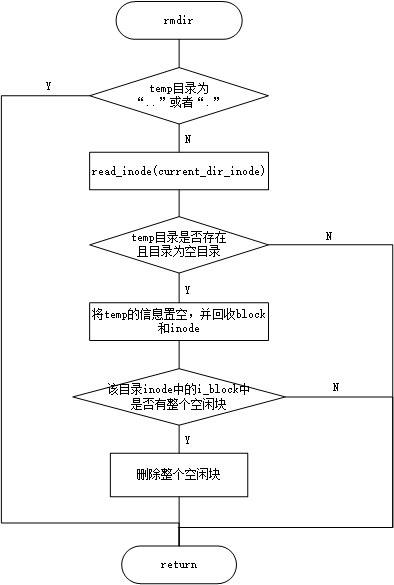 rmdir
Y
temp目录为
“..”或者“.”
N
read_inode(current_dir_inode)
temp目录是否存在
且目录为空目录
N
Y
将temp的信息置空，并回收block
和inode
该目录inode中的i_block中
是否有整个空闲块
N
Y
删除整个空闲块
return